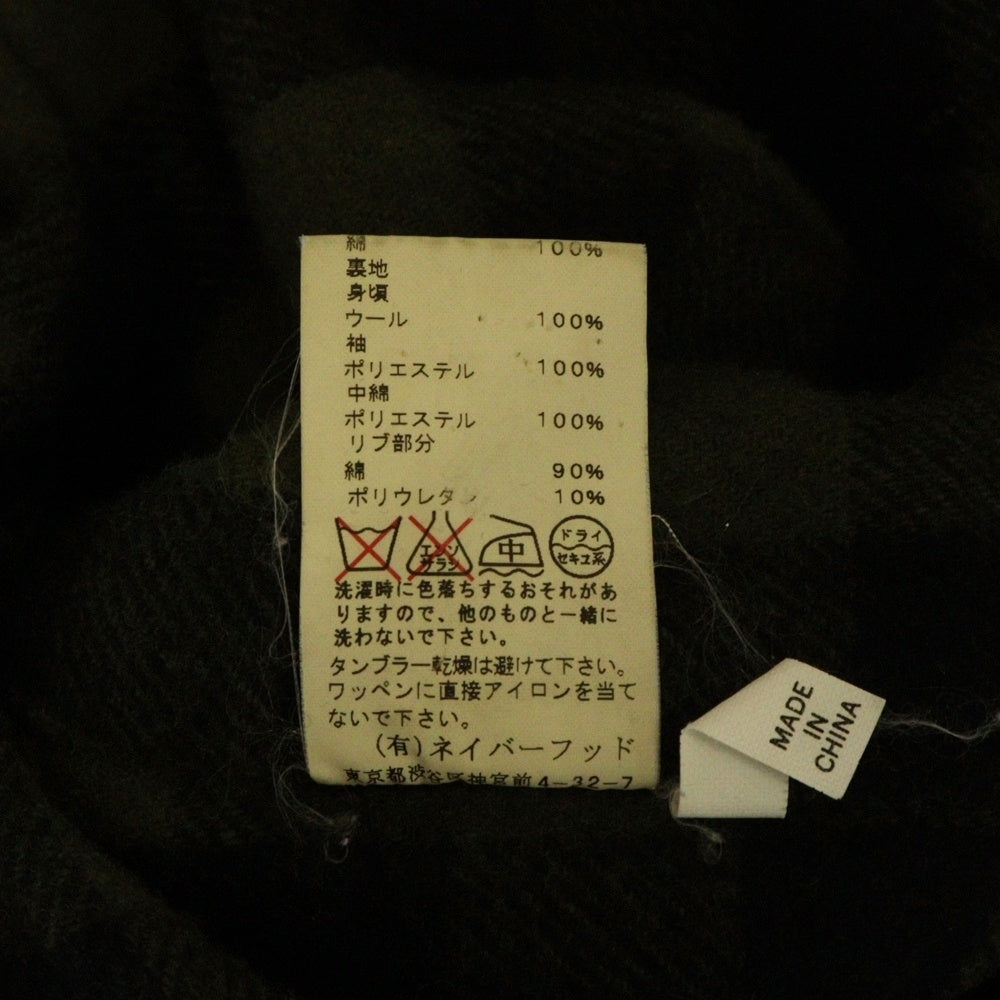 綿 100%
裏地
身頃
ウール 100%
袖
ポリエステル 100%
中綿
ポリエステル 100%
リブ部分
綿 90%
ポリウレタン 10%
エンソ
サラシ
中
ドライ
セキユ系
洗濯時に色落ちするおそれがあ
りますので、他のものと一緒に
洗わないで下さい。
タンブラー乾燥は避けて下さい。
ワッペンに直接アイロンを当て
ないで下さい。
(有)ネイバーフッド
東京都渋谷区神宮前4-32-7
MADE
IN
CHINA